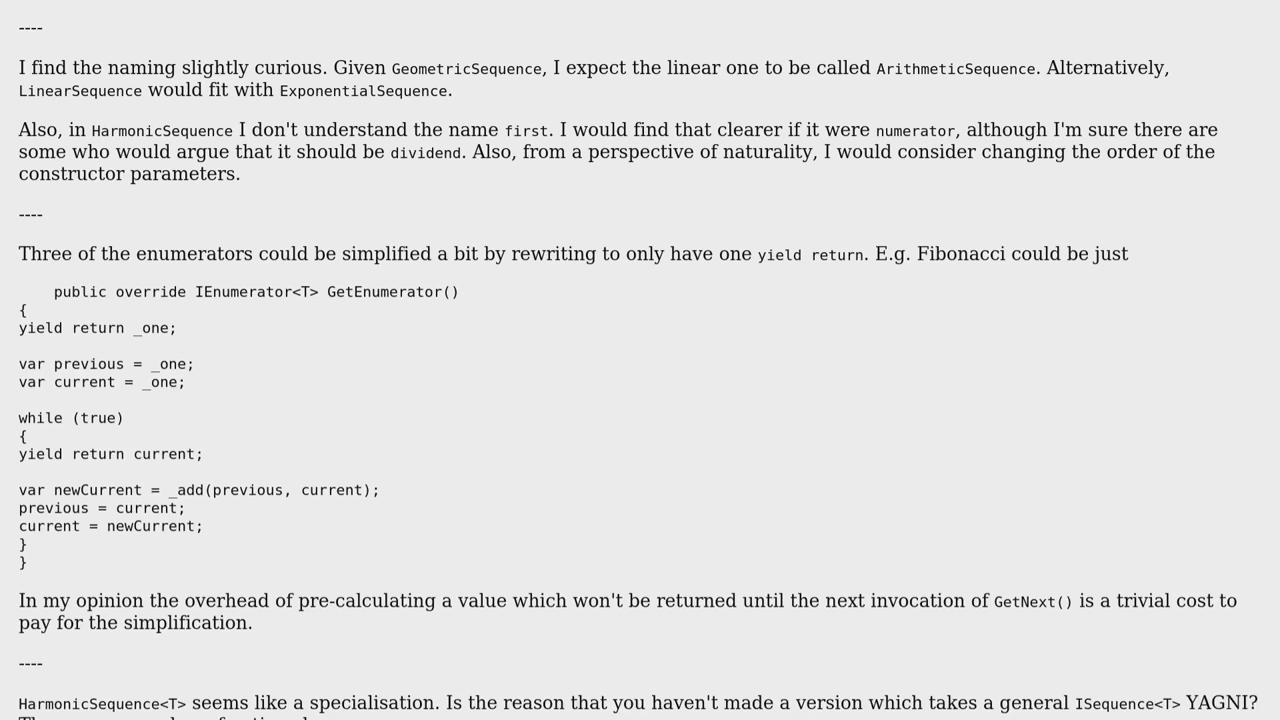 ----
I find the naming slightly curious. Given GeometricSequence, I expect the linear one to be called ArithmeticSequence. Alternatively,
LinearSequence would fit with ExponentialSequence.
Also, in HarmonicSequence I don't understand the name first. I would find that clearer if it were numerator, although I'm sure there are
some who would argue that it should be dividend. Also, from a perspective of naturality, I would consider changing the order of the
constructor parameters.
----
Three of the enumerators could be simplified a bit by rewriting to only have one yield return. E.g. Fibonacci could be just
public override IEnumerator<T> GetEnumerator()
{
yield return _one;
var previous = _one;
var current = _one;
while (true)
{
yield return current;
var newCurrent = _add(previous, current);
previous = current;
current = newCurrent;
}
}
In my opinion the overhead of pre-calculating a value which won't be returned until the next invocation of GetNext() is a trivial cost to
pay for the simplification.
----
HarmonicSequence<T> seems like a specialisation. Is the reason that you haven't made a version which takes a general ISequence<T> YAGNI?